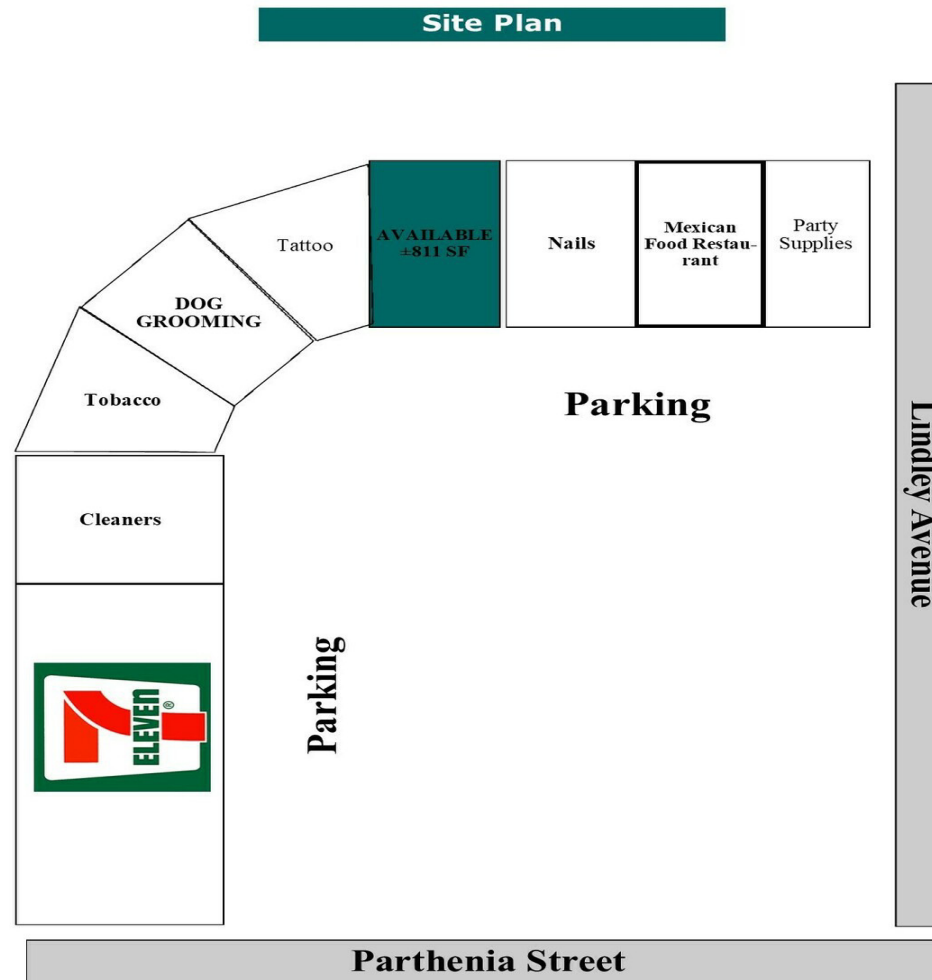 Site Plan
Tattoo
AVAILABLE
±811 SF
Nails
Mexican
Food Restau-
rant
Party
Supplies
DOG
GROOMING
Tobacco
Parking
Cleaners
Lindley Avenue
Parking
7
ELEVEn®
Parthenia Street